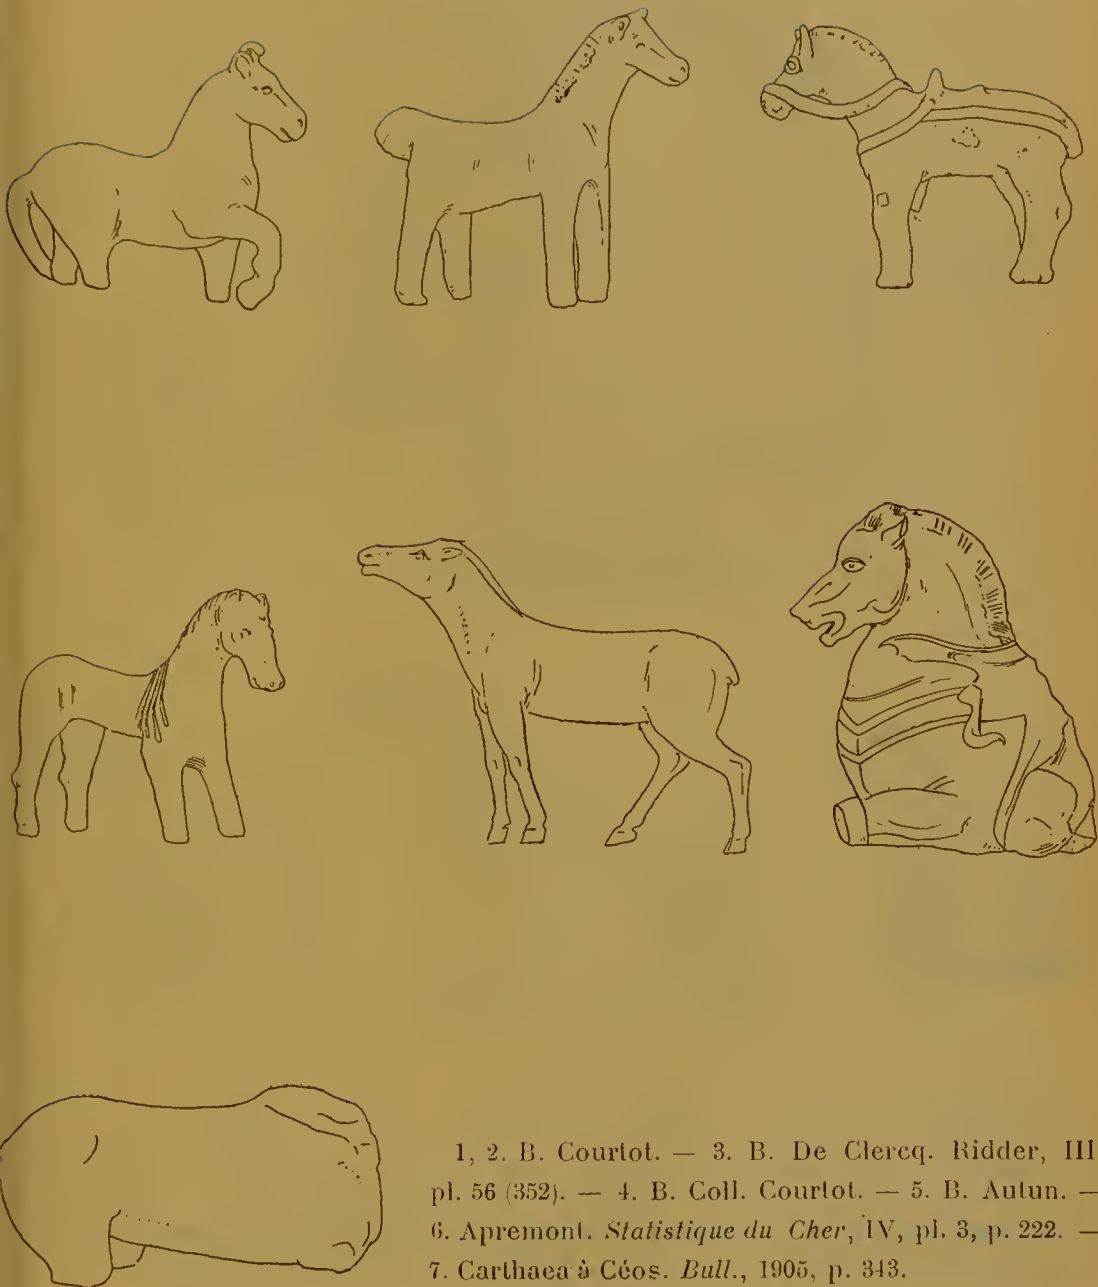 1, 2. B. Courtot. — 3. B. De Clercq. Ridder, III
pl. 56 (352). — 4. B. Coll. Courtot. — 5. B. Autun. —
6. Apremont. Statistique du Cher, IV, pl. 3, p. 222. —
7. Carthaea à Céos. Bull., 1905, p. 343.